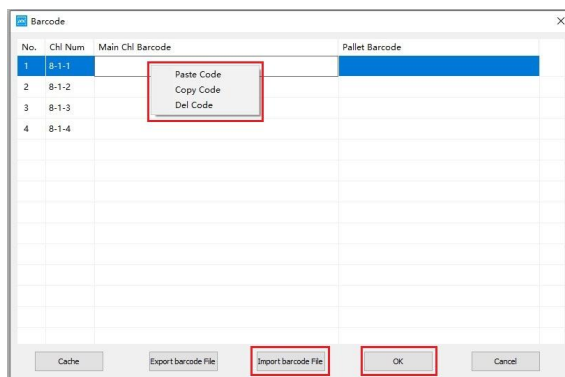 Barcode
No. Chl Num Main Chl Barcode Pallet Barcode
1 8-1-1
Paste Code
2 8-1-2
Copy Code
3 8-1-3
Del Code
4 8-1-4
Cache Export barcode File Import barcode File OK Cancel